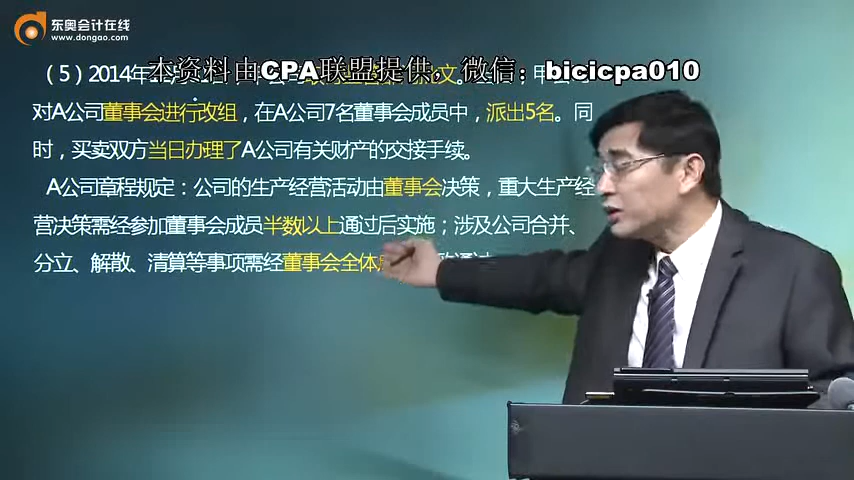 东奥会计在线
www.dongao.com
本资料由CPA联盟提供，微信：bicicpa010
（5）2014年
对A公司董事会进行改组，在A公司7名董事会成员中，派出5名。同
时，买卖双方当日办理了A公司有关财产的交接手续。
A公司章程规定：公司的生产经营活动由董事会决策，重大生产经
营决策需经参加董事会成员半数以上通过后实施；涉及公司合并、
分立、解散、清算等事项需经董事会全体